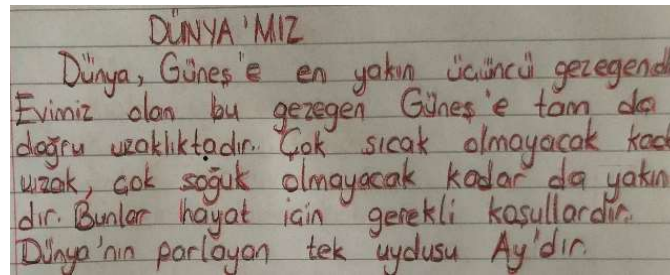 DÜNYA'MIZ
Dünya, Güneş'e en yakın üçüncü gezegend
Evimiz olan bu gezegen Güneş'e tam da
doğru uzaklıktadır. Çok sıcak olmayacak kad
uzak, çok soğuk olmayacak kadar da yakın
dır. Bunlar hayat için gerekli koşullardır.
Dünya'nın parlayan tek uydusu Ay'dır.